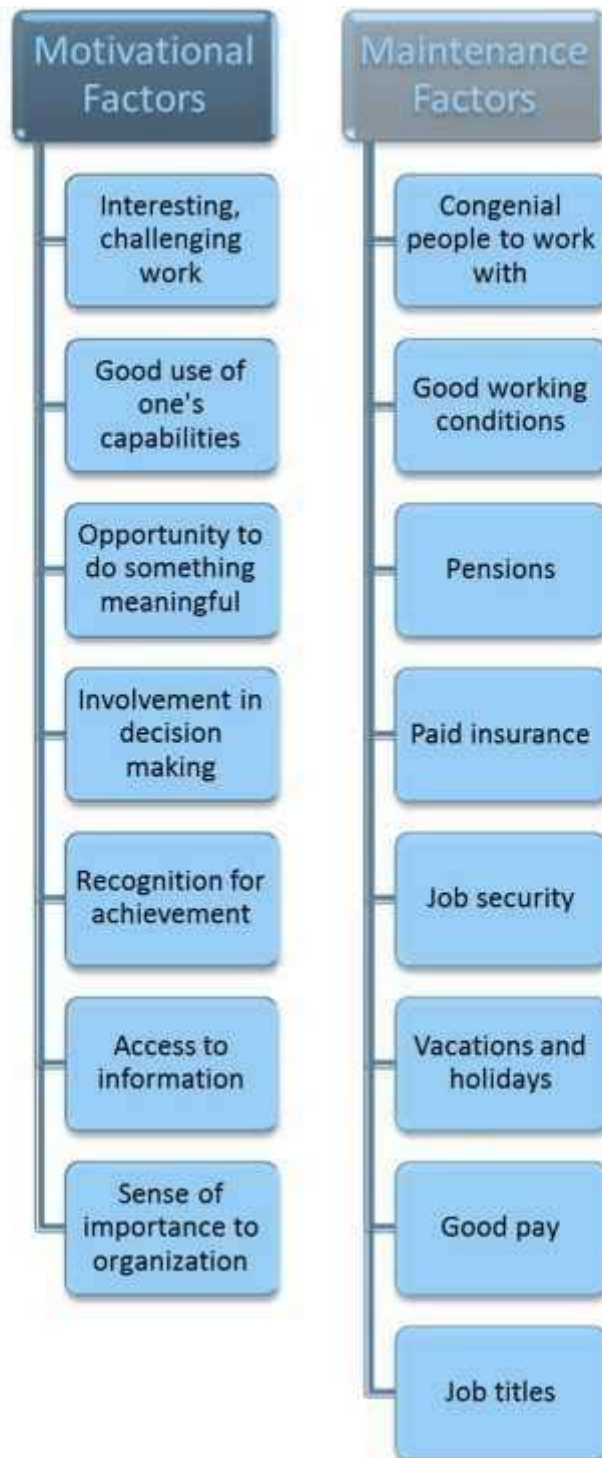 Motivational
Factors
Interesting,
challenging
work
Good use of
one's
capabilities
Opportunity to
do something
meaningful
Involvement in
decision
making
Recognition for
achievement
Access to
information
Sense of
importance to
organization
Maintenance
Factors
Congenial
people to work
with
Good working
conditions
Pensions
Paid insurance
Job security
Vacations and
holidays
Good pay
Job titles